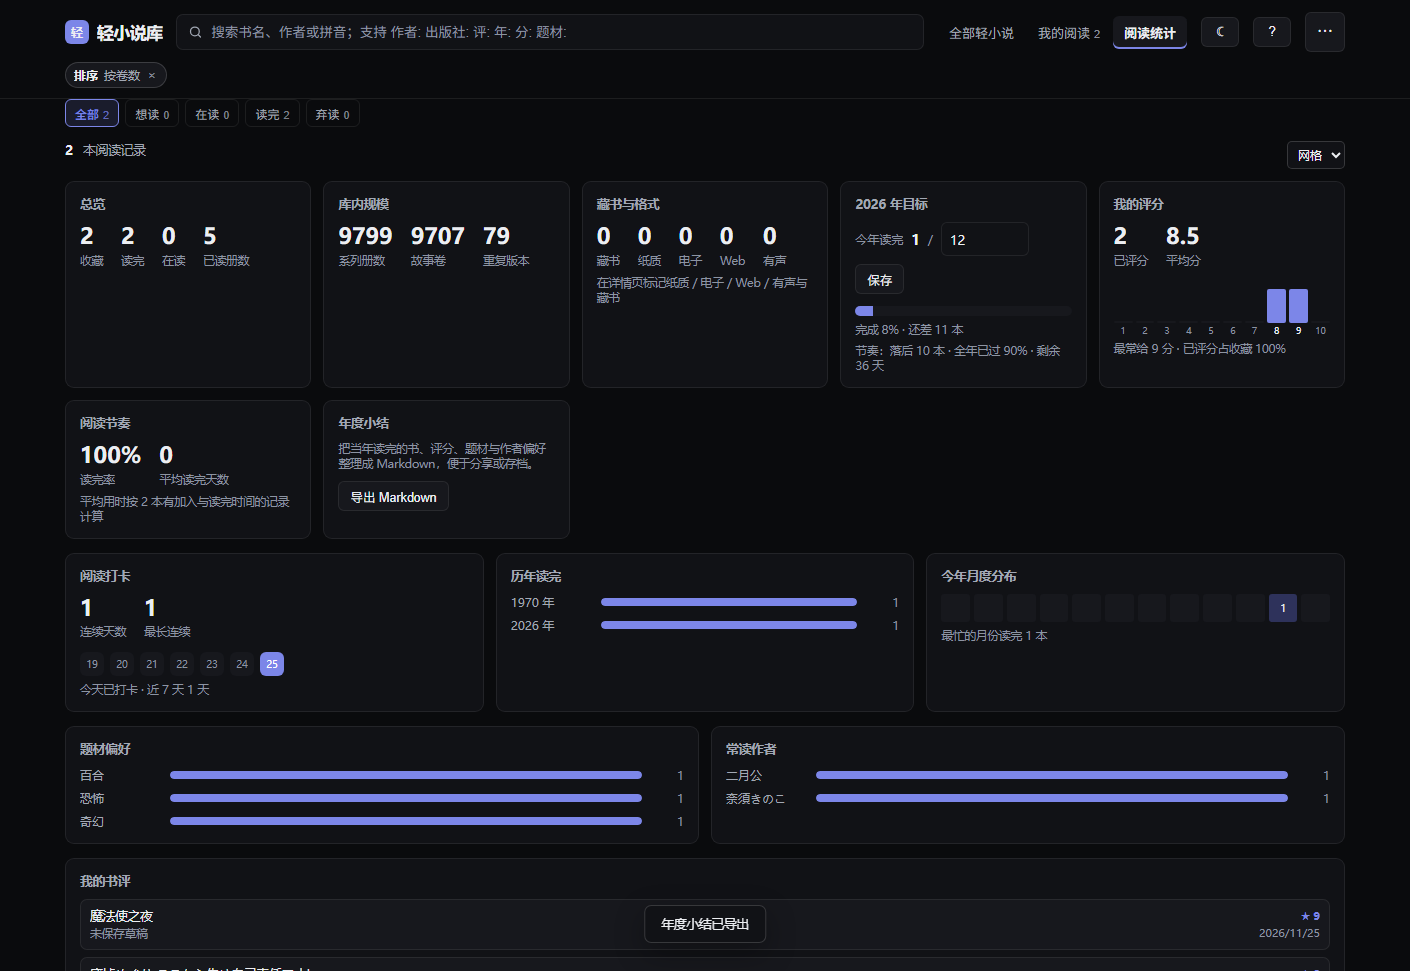 轻 轻小说库 搜索书名、作者或拼音；支持 作者: 出版社: 评: 年: 分: 题材: 全部轻小说 我的阅读 2 阅读统计 ☾ ? ···
排序 按卷数 ×
全部 2 想读 0 在读 0 读完 2 弃读 0
2 本阅读记录
网格
总览
2 2 0 5
收藏 读完 在读 已读册数
库内规模
9799 9707 79
系列册数 故事卷 重复版本
藏书与格式
0 0 0 0 0
藏书 纸质 电子 Web 有声
在详情页标记纸质 / 电子 / Web / 有声与
藏书
2026 年目标
今年读完 1 / 12
保存
完成 8% · 还差 11 本
节奏：落后 10 本 · 全年已过 90% · 剩余
36 天
我的评分
2 8.5
已评分 平均分
1 2 3 4 5 6 7 8 9 10
最常给 9 分 · 已评分占收藏 100%
阅读节奏
100% 0
读完率 平均读完天数
平均用时按 2 本有加入与读完时间的记录
计算
年度小结
把当年读完的书、评分、题材与作者偏好
整理成 Markdown，便于分享或存档。
导出 Markdown
阅读打卡
1 1
连续天数 最长连续
19 20 21 22 23 24 25
今天已打卡 · 近 7 天 1 天
历年读完
1970 年 1
2026 年 1
今年月度分布
1
最忙的月份读完 1 本
题材偏好
百合 1
恐怖 1
奇幻 1
常读作者
二月公 1
奈須きのこ 1
我的书评
魔法使之夜 ★ 9
未保存草稿 2026/11/25
年度小结已导出